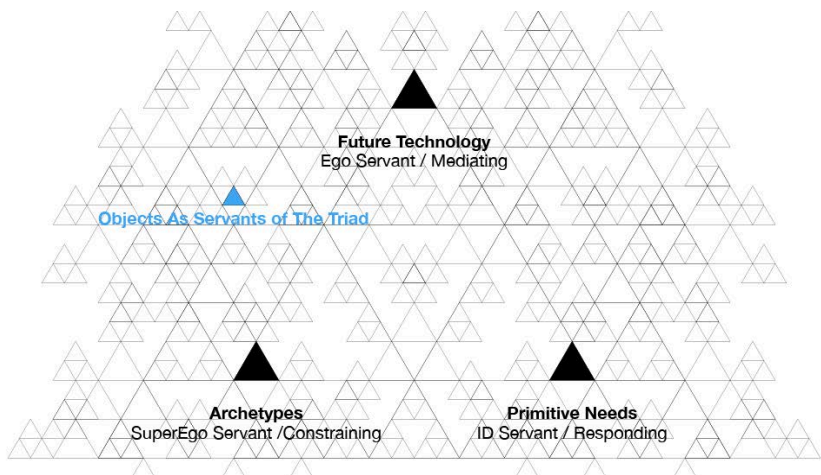 Future Technology
Ego Servant / Mediating
Objects As Servants of The Triad
Archetypes
SuperEgo Servant /Constraining
Primitive Needs
ID Servant / Responding